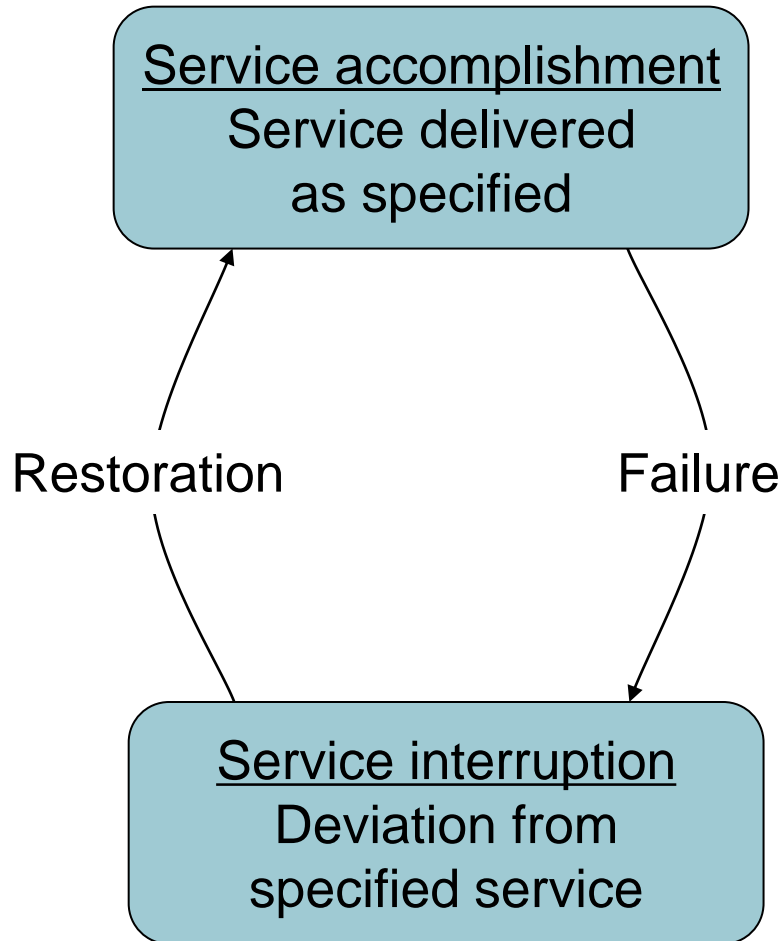 Service accomplishment
Service delivered
as specified
Restoration
Failure
Service interruption
Deviation from
specified service